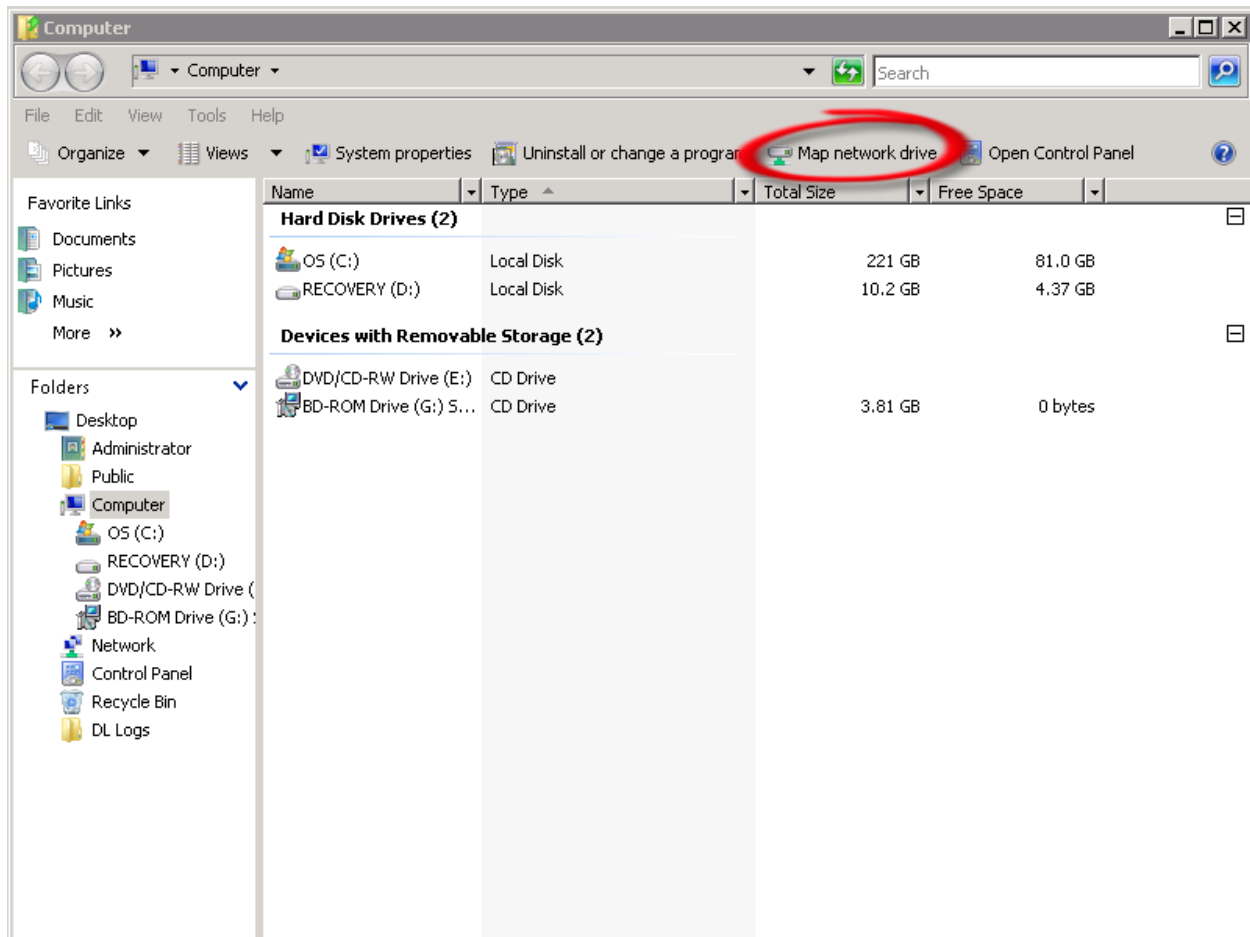 Computer
Computer
Search
File Edit View Tools Help
Organize Views System properties Uninstall or change a program Map network drive Open Control Panel
Favorite Links
Documents
Pictures
Music
More »
Folders
Desktop
Administrator
Public
Computer
OS (C:)
RECOVERY (D:)
DVD/CD-RW Drive (
BD-ROM Drive (G:) S
Network
Control Panel
Recycle Bin
DL Logs
Name Type Total Size Free Space
Hard Disk Drives (2)
OS (C:) Local Disk 221 GB 81.0 GB
RECOVERY (D:) Local Disk 10.2 GB 4.37 GB
Devices with Removable Storage (2)
DVD/CD-RW Drive (E:) CD Drive
BD-ROM Drive (G:) S... CD Drive 3.81 GB 0 bytes